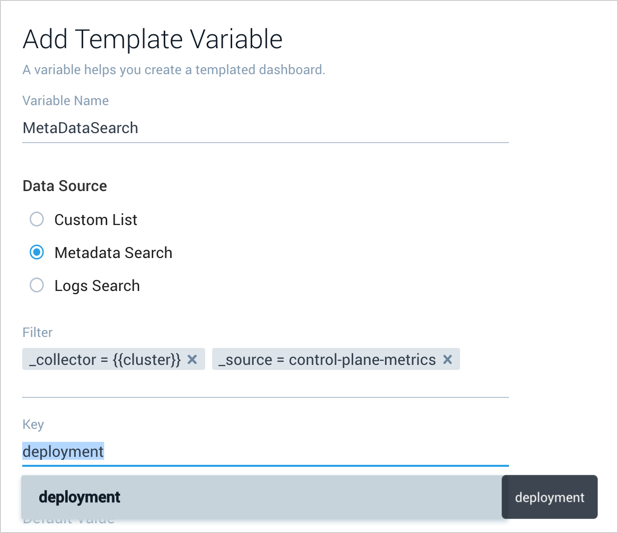 Add Template Variable
A variable helps you create a templated dashboard.
Variable Name
MetaDataSearch
Data Source
Custom List
Metadata Search
Logs Search
Filter
_collector = {{cluster}} ✕ _source = control-plane-metrics ✕
Key
deployment
deployment deployment
Default Value